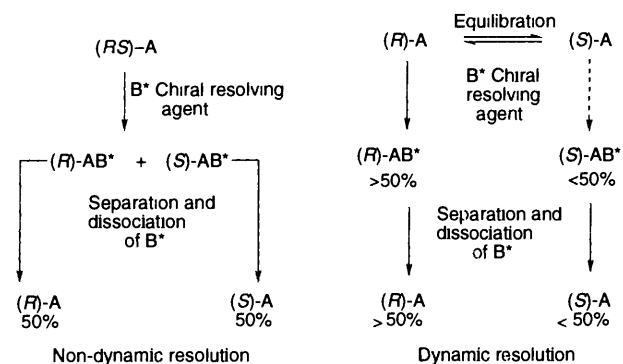 (RS)-A
B* Chiral resolving
agent
(R)-AB* + (S)-AB*
Separation and
dissociation
of B*
(R)-A
50%
(S)-A
50%
Non-dynamic resolution
Equilibration
(R)-A
(S)-A
B* Chiral
resolving
agent
(R)-AB*
>50%
(S)-AB*
<50%
Separation and
dissociation
of B*
(R)-A
>50%
(S)-A
<50%
Dynamic resolution